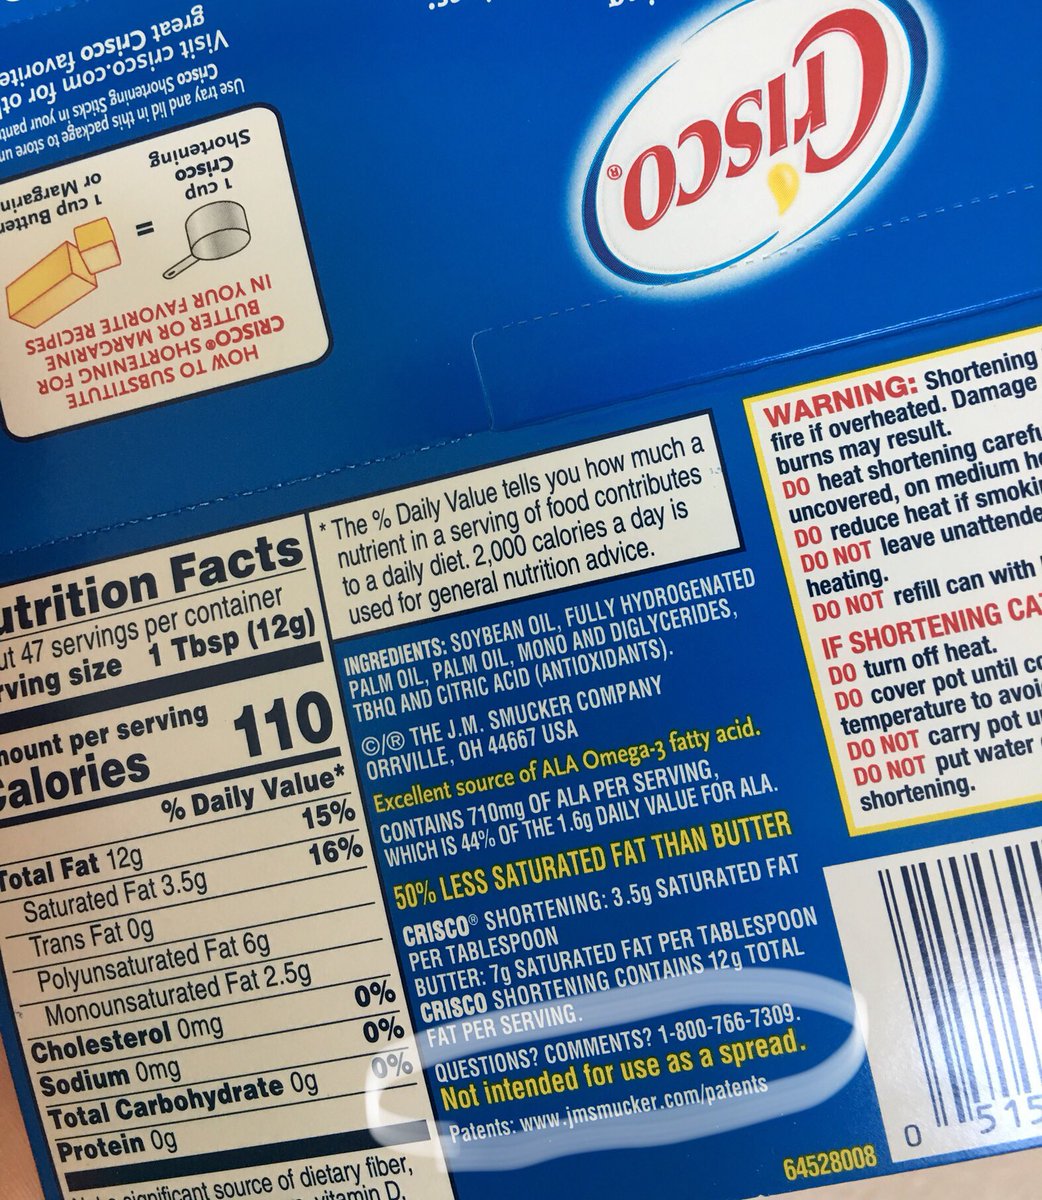 great Crisco favorite
Visit crisco.com for oth
Crisco Shortening Sticks in your pant
Use tray and lid in this package to store un
HOW TO SUBSTITUTE
CRISCO® SHORTENING FOR
BUTTER OR MARGARINE
IN YOUR FAVORITE RECIPES
1 cup Butter
or Margarin
=
1 cup
Crisco
Shortening
Crisco®
* The % Daily Value tells you how much a
nutrient in a serving of food contributes
to a daily diet. 2,000 calories a day is
used for general nutrition advice.
utrition Facts
ut 47 servings per container
rving size 1 Tbsp (12g)
mount per serving
Calories 110
% Daily Value*
Total Fat 12g 15%
Saturated Fat 3.5g 16%
Trans Fat 0g
Polyunsaturated Fat 6g
Monounsaturated Fat 2.5g
Cholesterol 0mg 0%
Sodium 0mg 0%
Total Carbohydrate 0g 0%
Protein 0g
significant source of dietary fiber,
vitamin D,
INGREDIENTS: SOYBEAN OIL, FULLY HYDROGENATED
PALM OIL, PALM OIL, MONO AND DIGLYCERIDES,
TBHQ AND CITRIC ACID (ANTIOXIDANTS).
©/® THE J.M. SMUCKER COMPANY
ORRVILLE, OH 44667 USA
Excellent source of ALA Omega-3 fatty acid.
CONTAINS 710mg OF ALA PER SERVING,
WHICH IS 44% OF THE 1.6g DAILY VALUE FOR ALA.
50% LESS SATURATED FAT THAN BUTTER
CRISCO® SHORTENING: 3.5g SATURATED FAT
PER TABLESPOON
BUTTER: 7g SATURATED FAT PER TABLESPOON
CRISCO SHORTENING CONTAINS 12g TOTAL
FAT PER SERVING.
QUESTIONS? COMMENTS? 1-800-766-7309.
Not intended for use as a spread.
Patents: www.jmsmucker.com/patents
64528008
WARNING: Shortening
fire if overheated. Damage
burns may result.
DO heat shortening carefu
uncovered, on medium he
DO reduce heat if smokin
DO NOT leave unattende
heating.
DO NOT refill can with
IF SHORTENING CAT
DO turn off heat.
DO cover pot until co
temperature to avoi
DO NOT carry pot u
DO NOT put water
shortening.
0 515